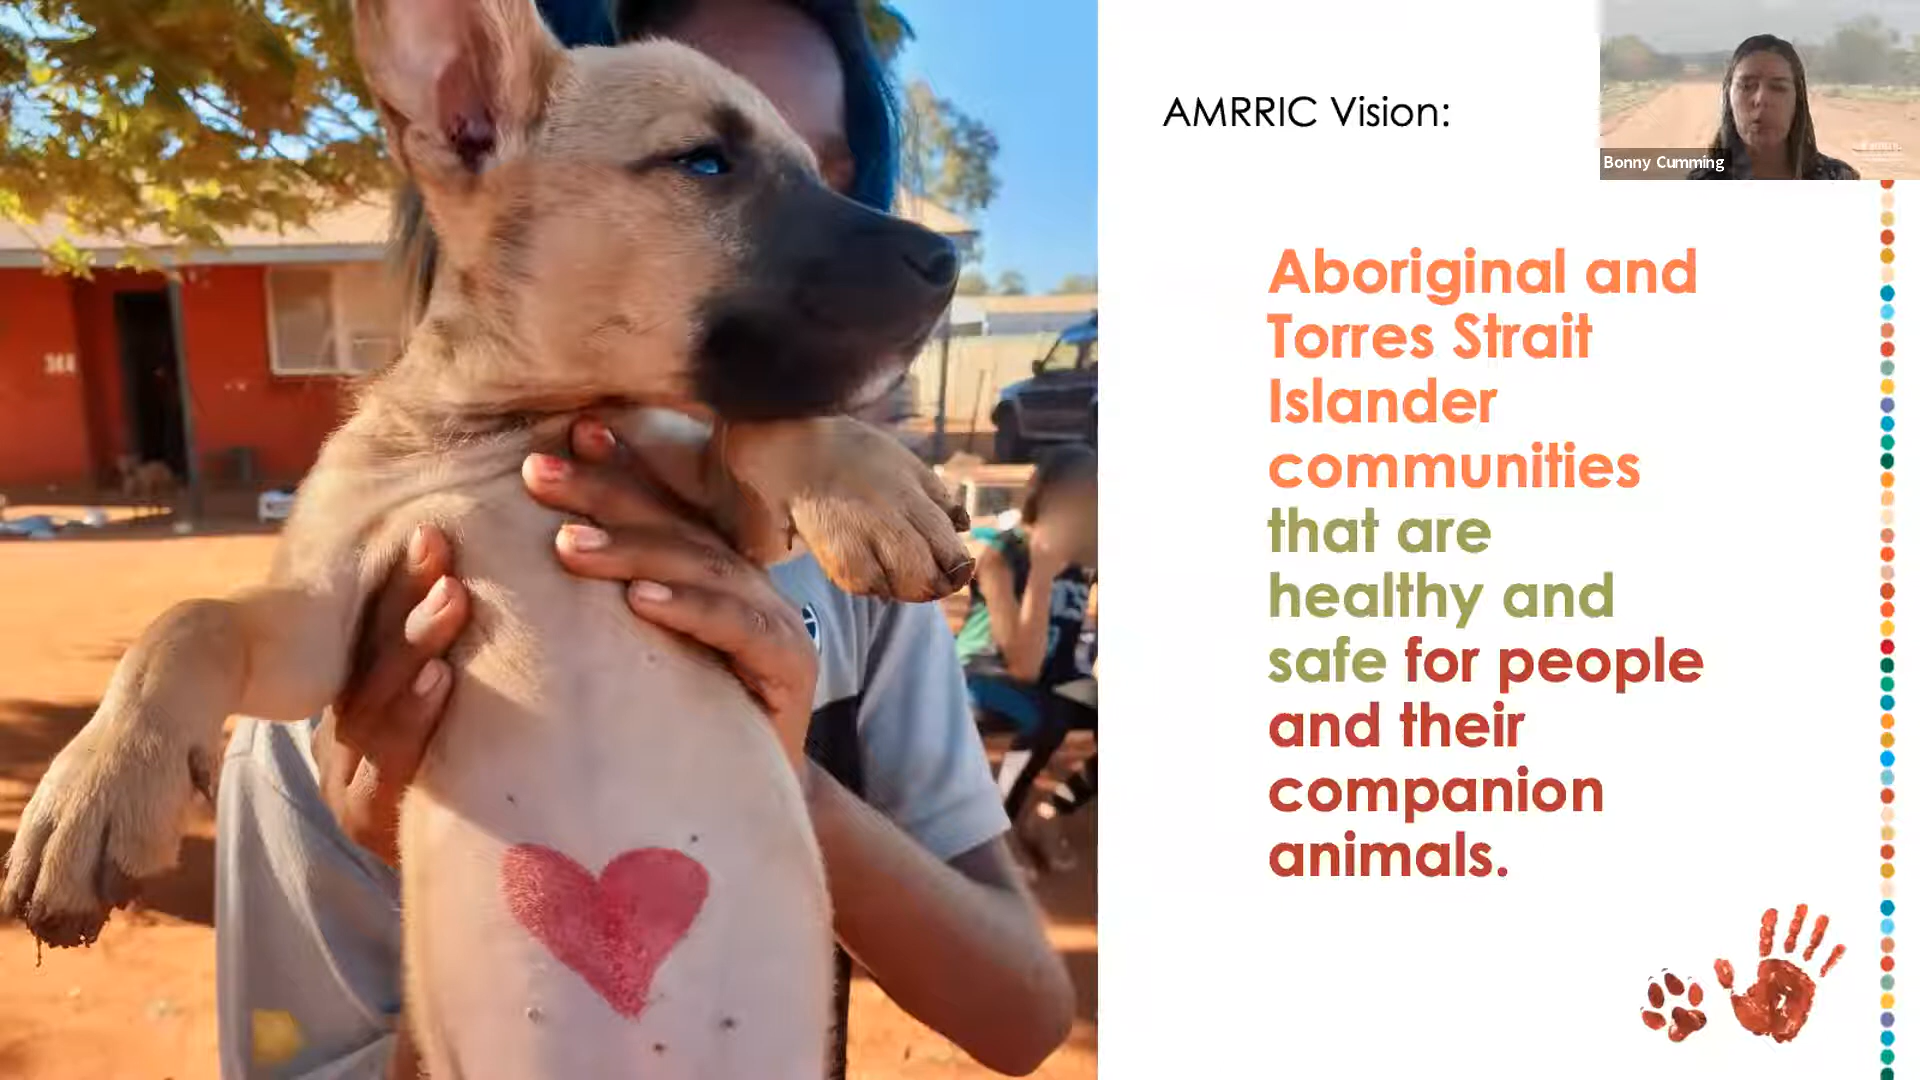 AMRRIC Vision:
Bonny Cumming
Aboriginal and
Torres Strait
Islander
communities
that are
healthy and
safe for people
and their
companion
animals.